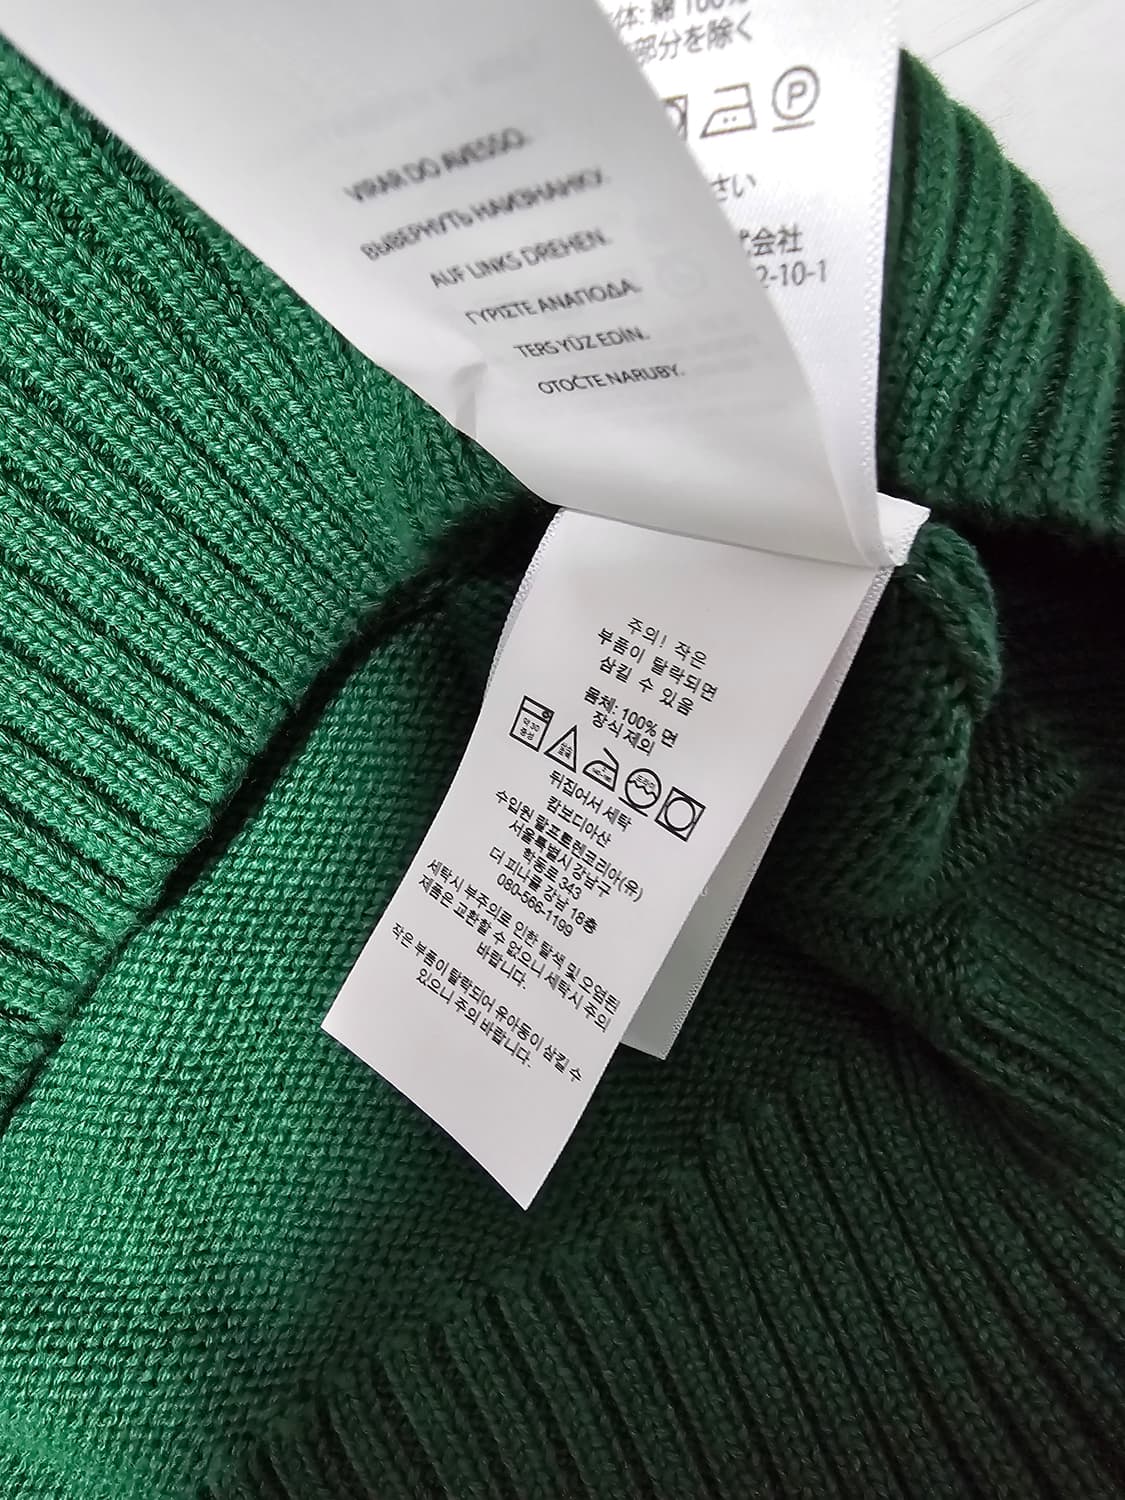 体: 綿 100%
部分を除く
P
さい
式会社
2-10-1
VIRAR DO AVESSO.
ВЫВЕРНУТЬ НАИЗНАНКУ.
AUF LINKS DREHEN.
ΓΥΡΙΣΤΕ ΑΝΑΠΟΔΑ.
TERS YÜZ EDİN.
OTOČTE NARUBY.
주의! 작은
부품이 탈락되면
삼킬 수 있음
몸체: 100% 면
장식 제외
약 30
중성
뒤집어서 세탁
캄보디아산
수입원 랄프로렌코리아(유)
서울특별시 강남구
학동로 343
더 피나클 강남 18층
080-566-1199
세탁시 부주의로 인한 탈색 및 오염된
제품은 교환할 수 없으니 세탁시 주의
바랍니다.
작은 부품이 탈락되어 유아동이 삼킬 수
있으니 주의 바랍니다.